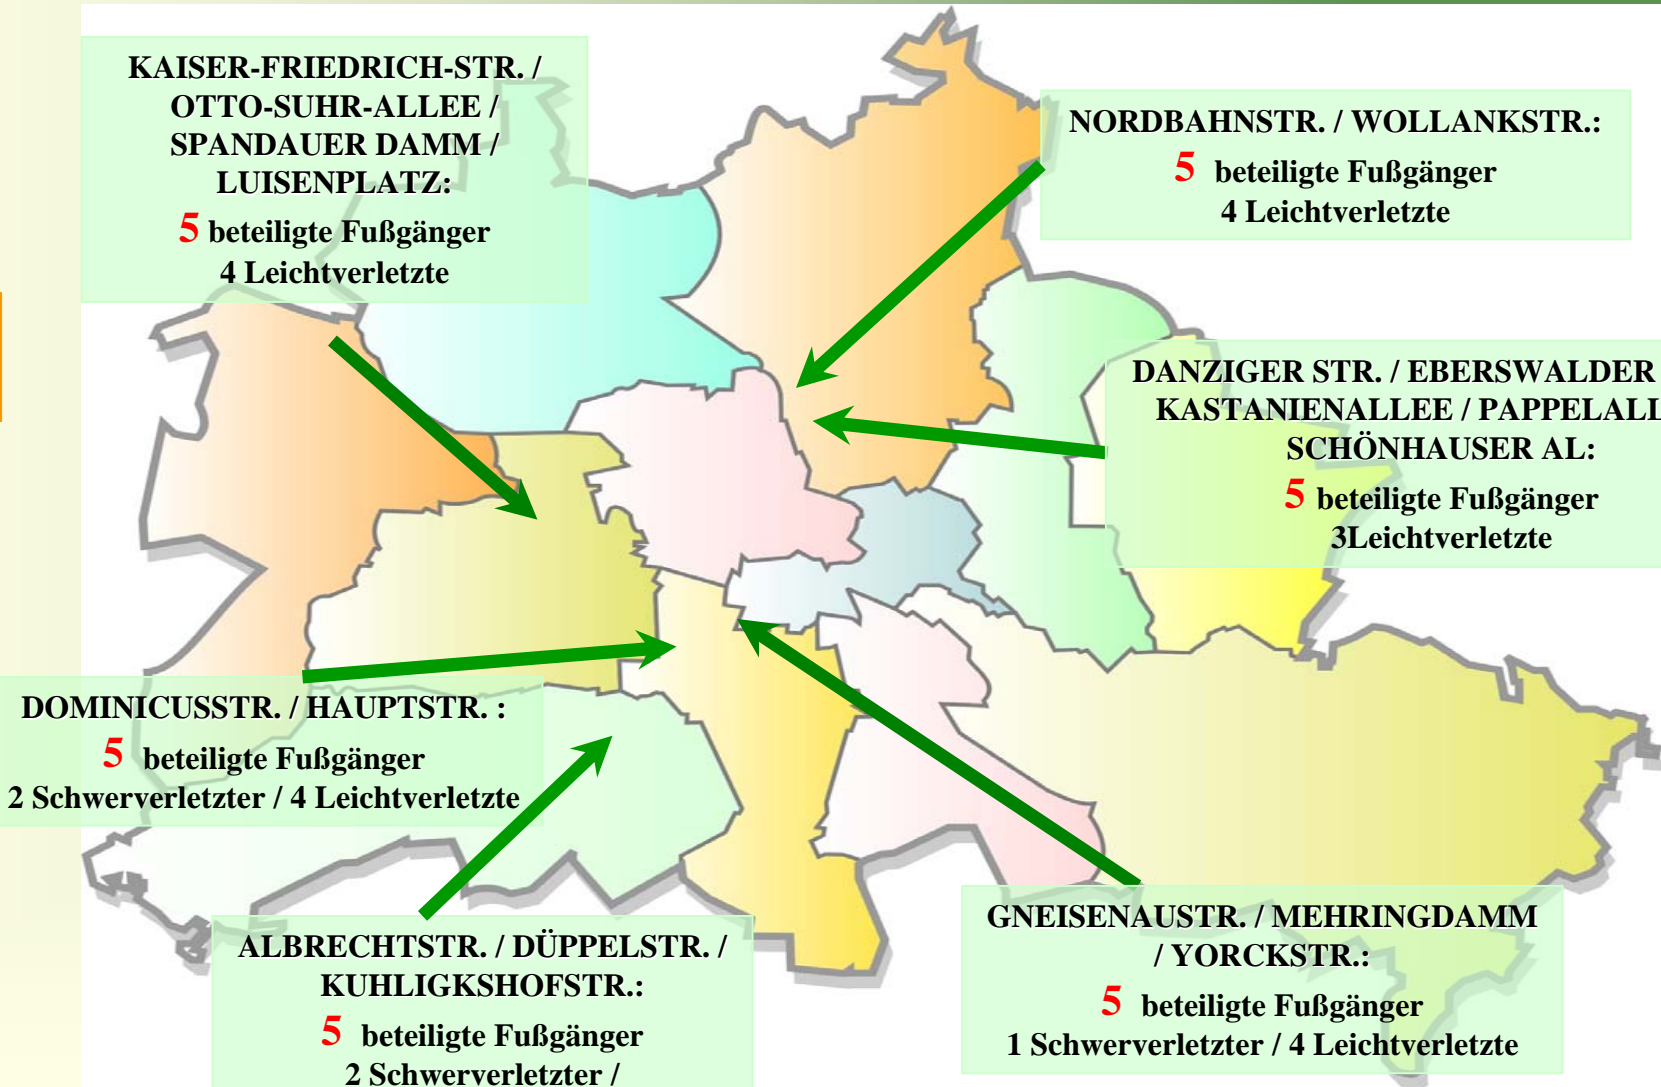 KAISER-FRIEDRICH-STR. /
OTTO-SUHR-ALLEE /
SPANDAUER DAMM /
LUISENPLATZ:
5 beteiligte Fußgänger
4 Leichtverletzte
NORDBAHNSTR. / WOLLANKSTR.:
5 beteiligte Fußgänger
4 Leichtverletzte
DANZIGER STR. / EBERSWALDER
KASTANIENALLEE / PAPPELALL
SCHÖNHAUSER AL:
5 beteiligte Fußgänger
3Leichtverletzte
DOMINICUSSTR. / HAUPTSTR. :
5 beteiligte Fußgänger
2 Schwerverletzter / 4 Leichtverletzte
ALBRECHTSTR. / DÜPPELSTR. /
KUHLIGKSHOFSTR.:
5 beteiligte Fußgänger
2 Schwerverletzter /
GNEISENAUSTR. / MEHRINGDAMM
/ YORCKSTR.:
5 beteiligte Fußgänger
1 Schwerverletzter / 4 Leichtverletzte